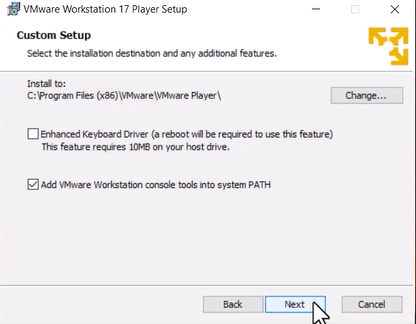 VMware Workstation 17 Player Setup
Custom Setup
Select the installation destination and any additional features.
Install to:
C:\Program Files (x86)\VMware\VMware Player\
Change...
Enhanced Keyboard Driver (a reboot will be required to use this feature)
This feature requires 10MB on your host drive.
Add VMware Workstation console tools into system PATH
Back
Next
Cancel